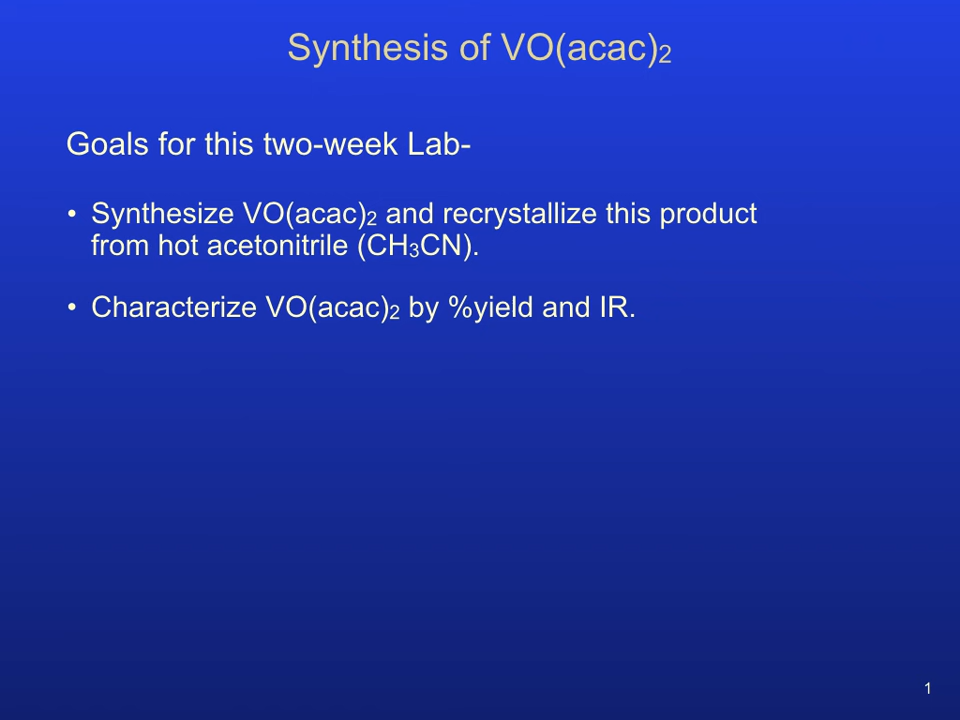 Synthesis of VO(acac)₂
Goals for this two-week Lab-
• Synthesize VO(acac)₂ and recrystallize this product
from hot acetonitrile (CH₃CN).
• Characterize VO(acac)₂ by %yield and IR.
1